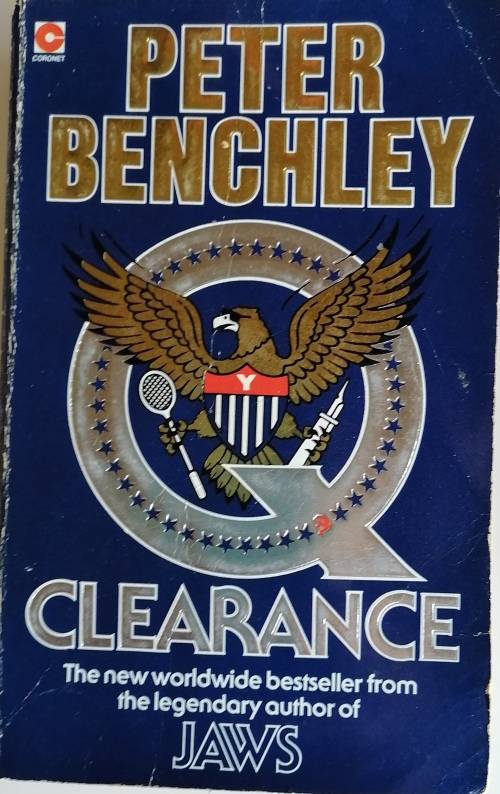 CORONET
PETER
BENCHLEY
Y
Q
CLEARANCE
The new worldwide bestseller from
the legendary author of
JAWS